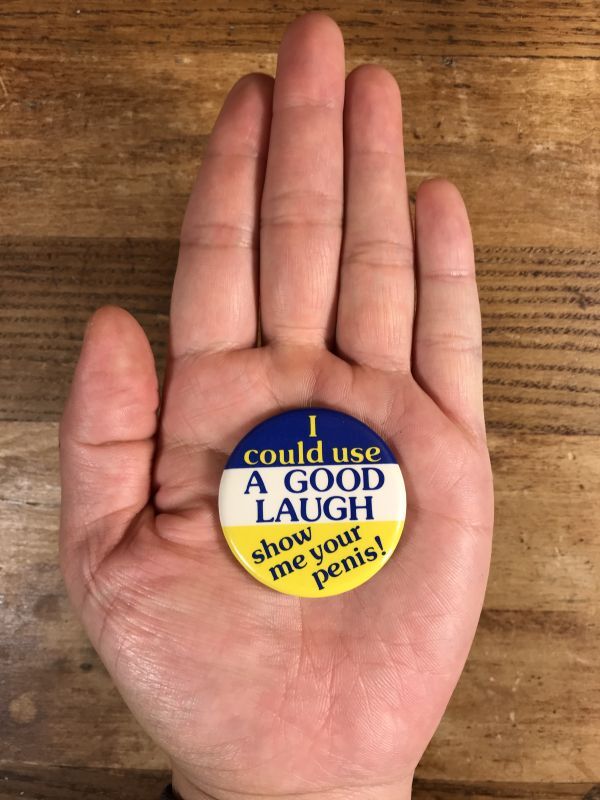 I
could use
A GOOD
LAUGH
show
me your
penis!